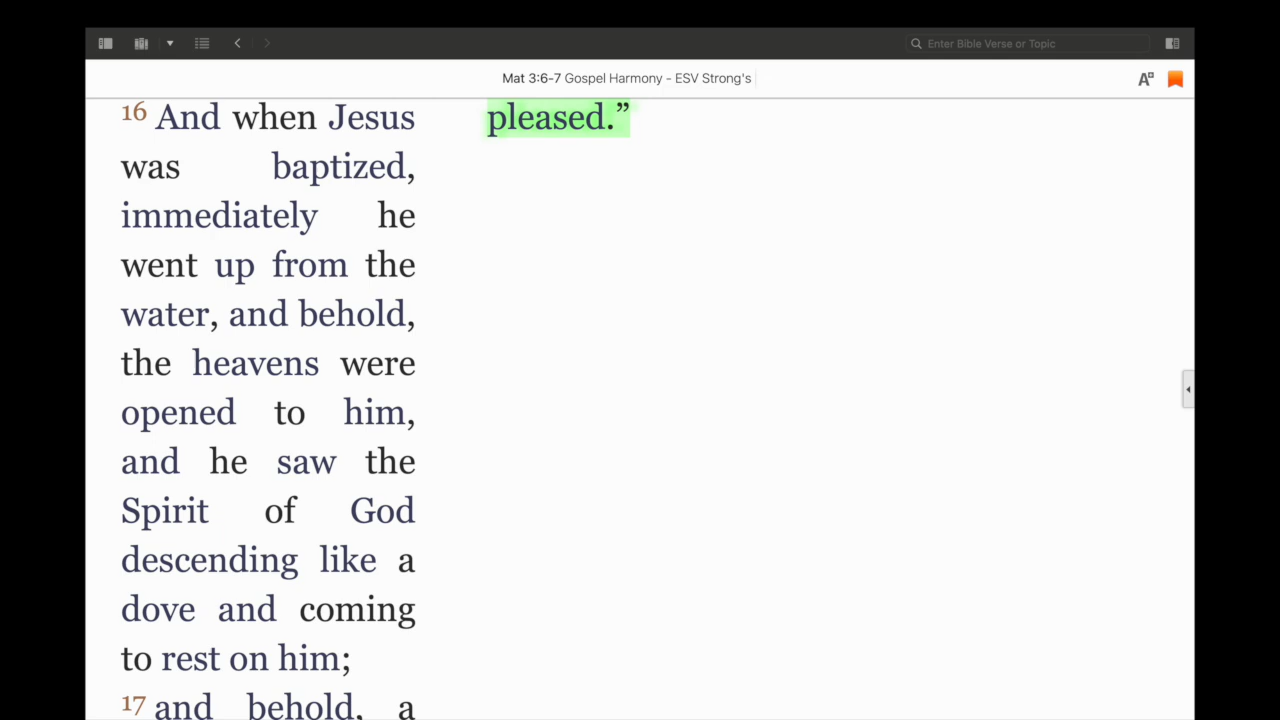 Enter Bible Verse or Topic
Mat 3:6-7 Gospel Harmony - ESV Strong's
A
16 And when Jesus
was baptized,
immediately he
went up from the
water, and behold,
the heavens were
opened to him,
and he saw the
Spirit of God
descending like a
dove and coming
to rest on him;
17 and behold, a
pleased.”